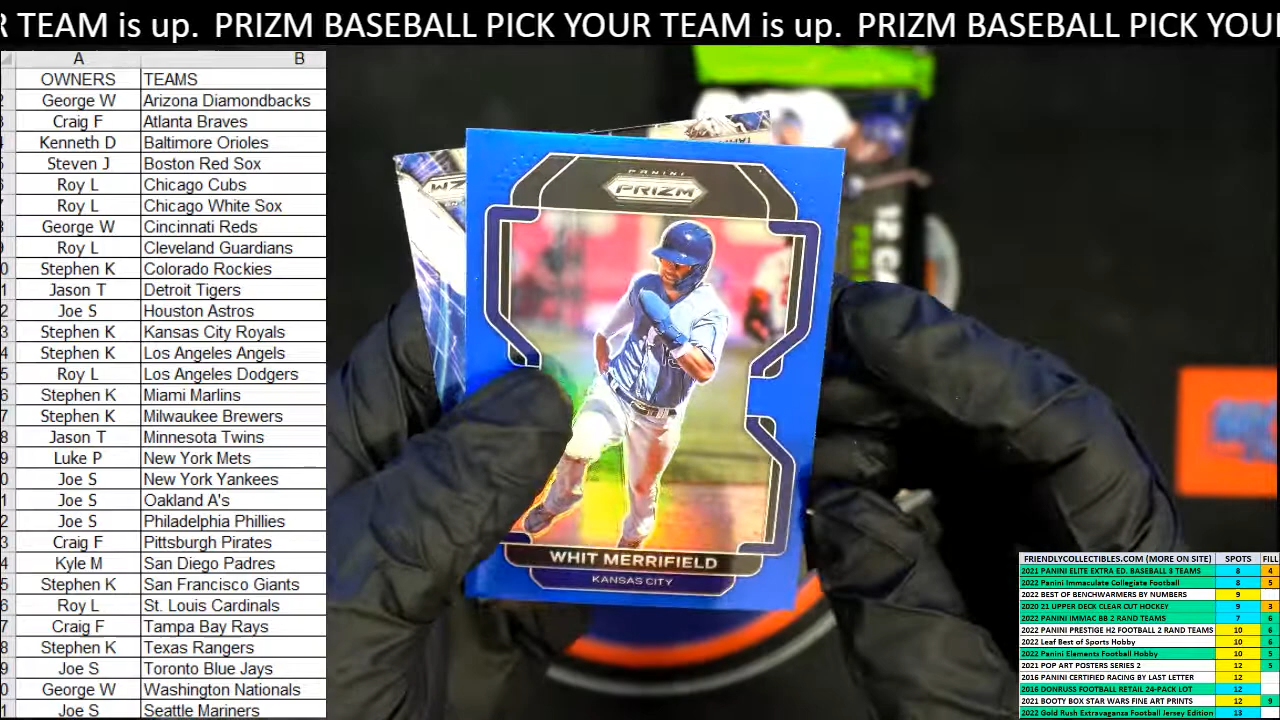 R TEAM is up.  PRIZM BASEBALL PICK YOUR TEAM is up.  PRIZM BASEBALL PICK YOU
A B
OWNERS TEAMS
George W Arizona Diamondbacks
Craig F Atlanta Braves
Kenneth D Baltimore Orioles
Steven J Boston Red Sox
Roy L Chicago Cubs
Roy L Chicago White Sox
George W Cincinnati Reds
Roy L Cleveland Guardians
Stephen K Colorado Rockies
Jason T Detroit Tigers
Joe S Houston Astros
Stephen K Kansas City Royals
Stephen K Los Angeles Angels
Roy L Los Angeles Dodgers
Stephen K Miami Marlins
Stephen K Milwaukee Brewers
Jason T Minnesota Twins
Luke P New York Mets
Joe S New York Yankees
Joe S Oakland A's
Joe S Philadelphia Phillies
Craig F Pittsburgh Pirates
Kyle M San Diego Padres
Stephen K San Francisco Giants
Roy L St. Louis Cardinals
Craig F Tampa Bay Rays
Stephen K Texas Rangers
Joe S Toronto Blue Jays
George W Washington Nationals
Joe S Seattle Mariners
PANINI
PRIZM
WHIT MERRIFIELD
KANSAS CITY
12 CA
FRIENDLYCOLLECTIBLES.COM (MORE ON SITE) SPOTS FILL
2021 PANINI ELITE EXTRA ED. BASEBALL 3 TEAMS 8 4
2022 Panini Immaculate Collegiate Football 8 5
2022 BEST OF BENCHWARMERS BY NUMBERS 9
2020 21 UPPER DECK CLEAR CUT HOCKEY 9 3
2022 PANINI IMMAC BB 2 RAND TEAMS 7 6
2022 PANINI PRESTIGE H2 FOOTBALL 2 RAND TEAMS 10 6
2022 Leaf Best of Sports Hobby 10 6
2022 Panini Elements Football Hobby 10 5
2021 POP ART POSTERS SERIES 2 12 5
2016 PANINI CERTIFIED RACING BY LAST LETTER 12
2016 DONRUSS FOOTBALL RETAIL 24-PACK LOT 12
2021 BOOTY BOX STAR WARS FINE ART PRINTS 12 9
2022 Gold Rush Extravaganza Football Jersey Edition 13